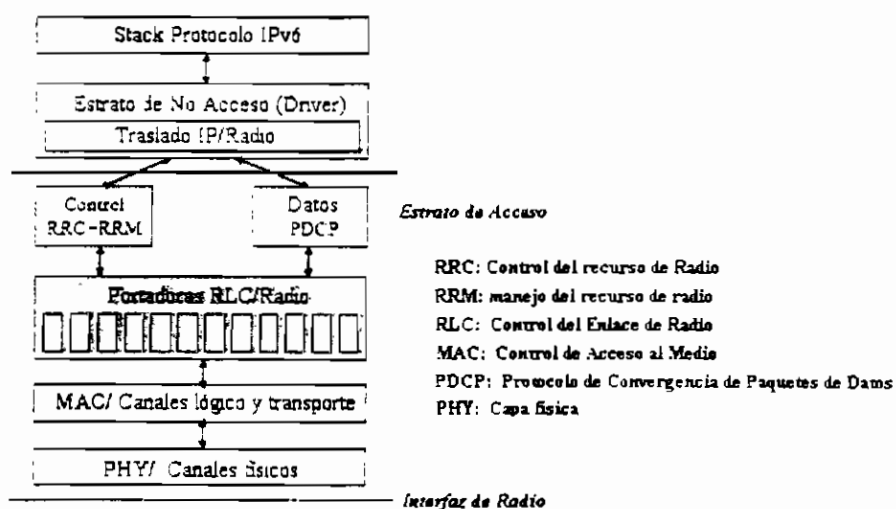 Stack Protocolo IPv6
Estrato de No Acceso (Driver)
Traslado IP/Radio
Control
RRC-RRM
Datos
PDCP
Estrato de Acceso
Portadoras RLC/Radio
MAC/ Canales lógico y transporte
PHY/ Canales físicos
RRC: Control del recurso de Radio
RRM: manejo del recurso de radio
RLC: Control del Enlace de Radio
MAC: Control de Acceso al Medio
PDCP: Protocolo de Convergencia de Paquetes de Datos
PHY: Capa física
Interfaz de Radio